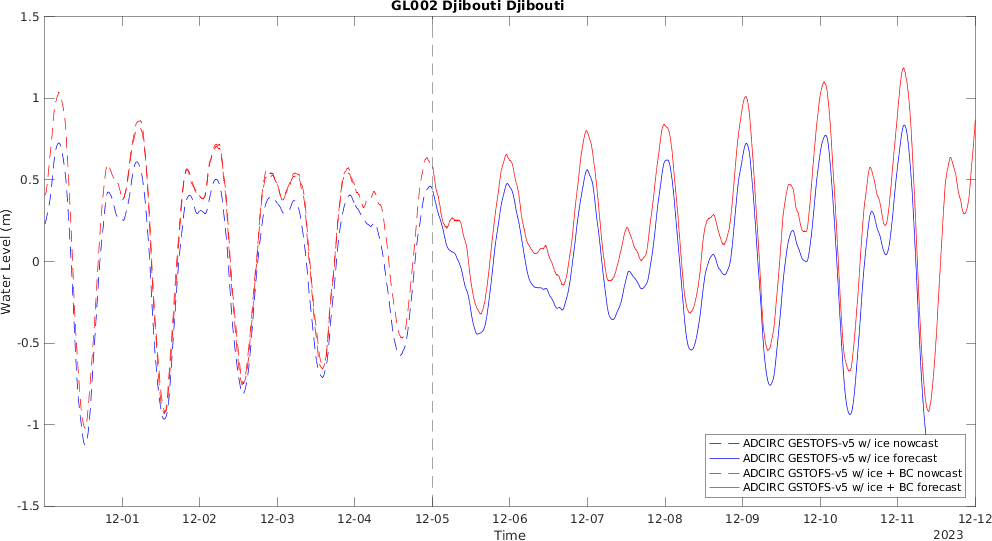 GL002 Djibouti Djibouti
Water Level (m)
1.5
1
0.5
0
-0.5
-1
-1.5
ADCIRC GESTOFS-v5 w/ ice nowcast
ADCIRC GESTOFS-v5 w/ ice forecast
ADCIRC GSTOFS-v5 w/ ice + BC nowcast
ADCIRC GSTOFS-v5 w/ ice + BC forecast
12-01 12-02 12-03 12-04 12-05 12-06 12-07 12-08 12-09 12-10 12-11 12-12
Time
2023